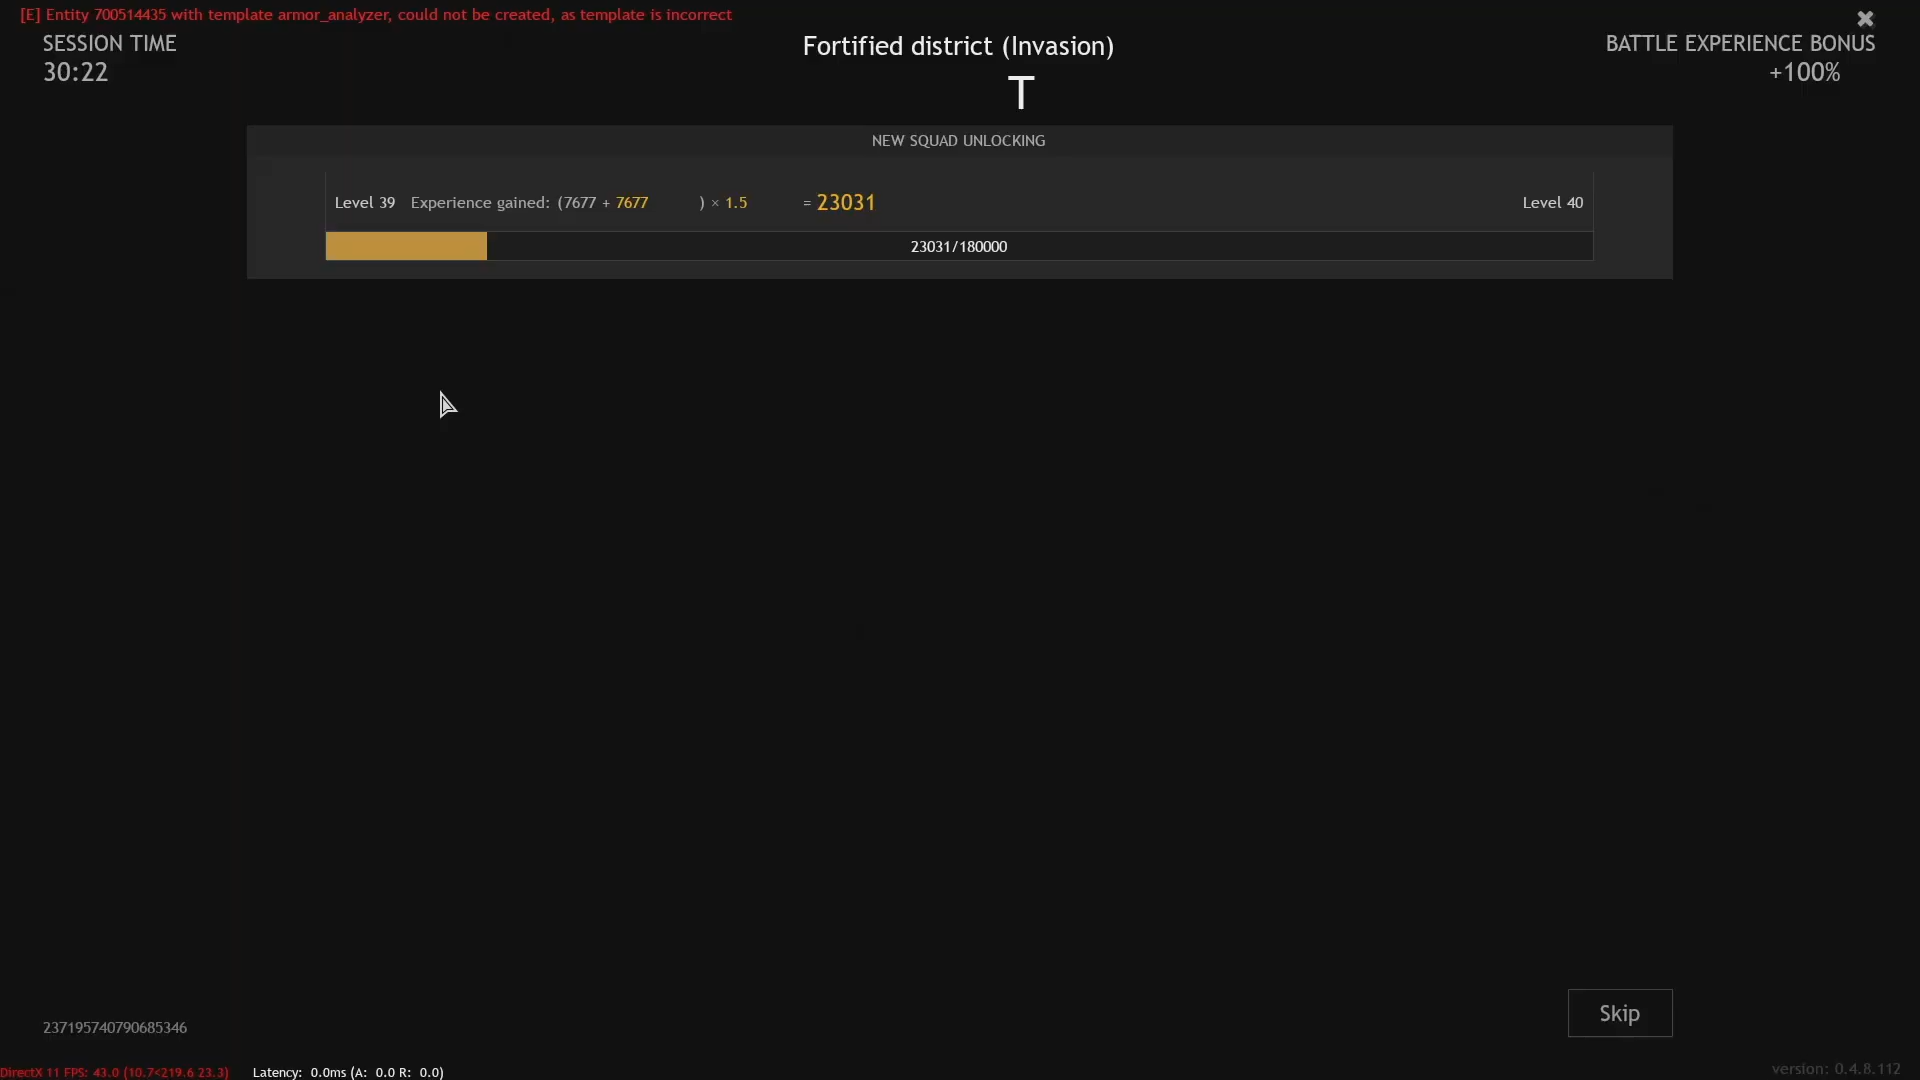 [E] Entity 700514435 with template armor_analyzer, could not be created, as template is incorrect
SESSION TIME
30:22
Fortified district (Invasion)
T
BATTLE EXPERIENCE BONUS
+100%
NEW SQUAD UNLOCKING
Level 39 Experience gained: (7677 + 7677 ) × 1.5 = 23031 Level 40
23031/180000
Skip
237195740790685346
DirectX 11 FPS: 43.0 (10.7<219.6 23.3) Latency: 0.0ms (A: 0.0 R: 0.0)
version: 0.4.8.112